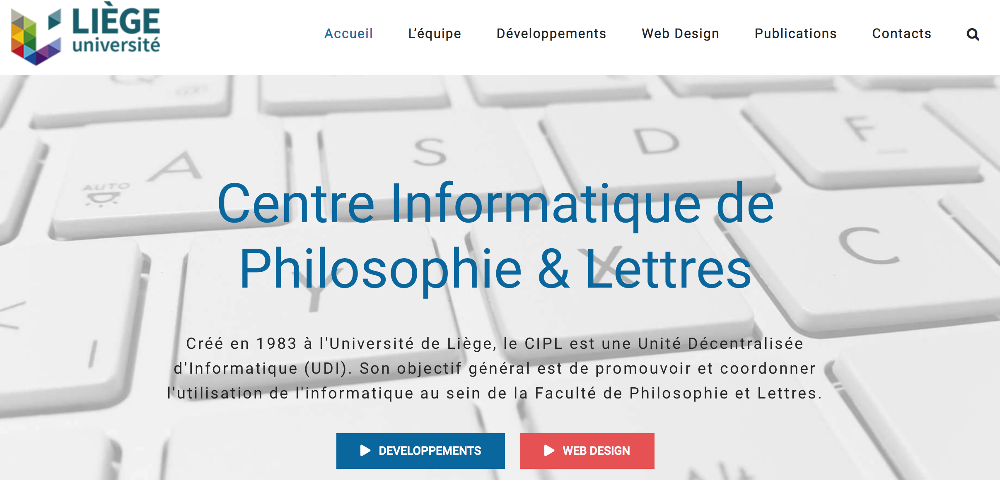 LIÈGE
université
Accueil L’équipe Développements Web Design Publications Contacts
A S D F
AUTO
Centre Informatique de
Philosophie & Lettres
Y X C
Créé en 1983 à l'Université de Liège, le CIPL est une Unité Décentralisée
d'Informatique (UDI). Son objectif général est de promouvoir et coordonner
l'utilisation de l'informatique au sein de la Faculté de Philosophie et Lettres.
DEVELOPPEMENTS WEB DESIGN
Alt